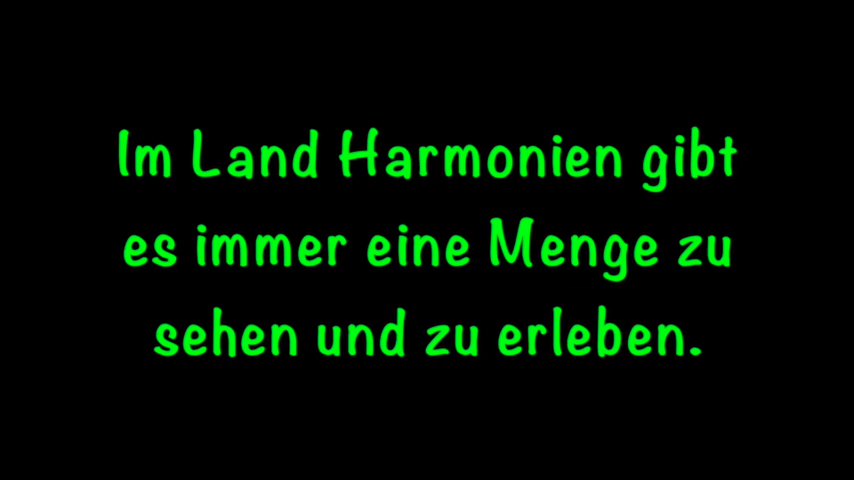 Im Land Harmonien gibt
es immer eine Menge zu
sehen und zu erleben.